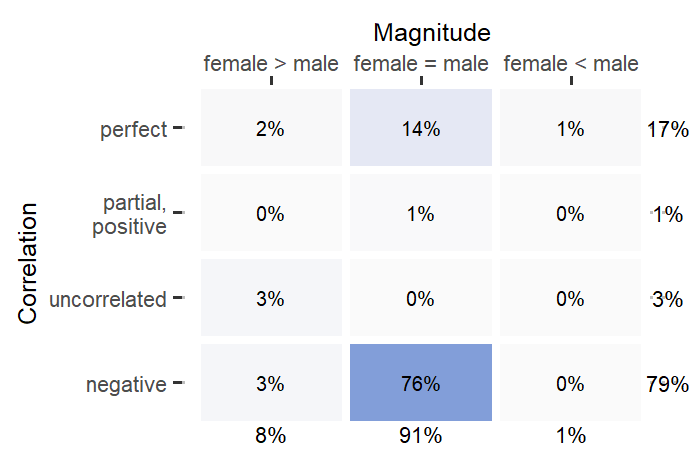 Magnitude
female > male female = male female < male
perfect 2% 14% 1% 17%
partial,
positive 0% 1% 0% 1%
uncorrelated 3% 0% 0% 3%
negative 3% 76% 0% 79%
8% 91% 1%
Correlation